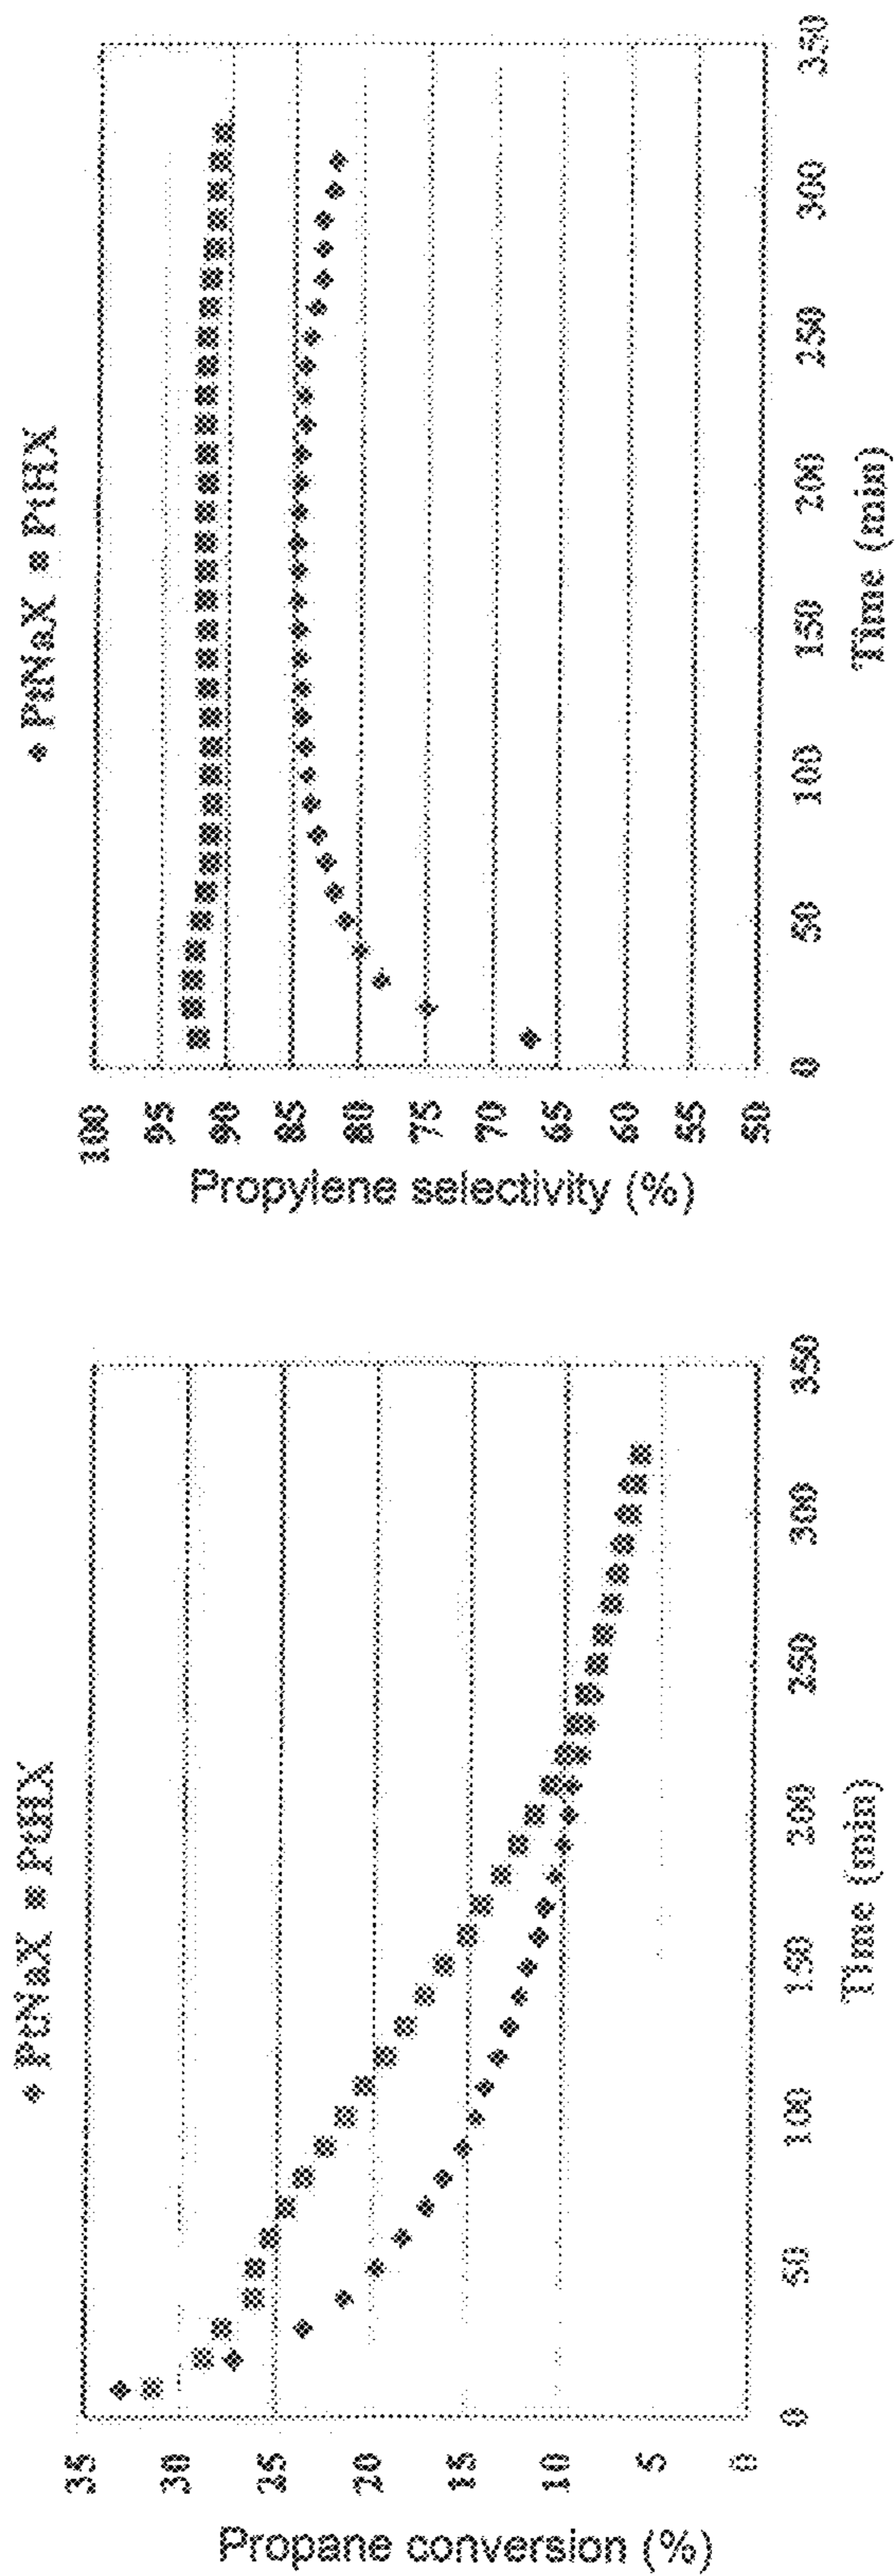 PtNaX PtHX
Propane conversion (%)
35
30
25
20
15
10
5
0
0 50 100 150 200 250 300 350
Time (min)
PtNaX PtHX
Propylene selectivity (%)
100
95
90
85
80
75
70
65
60
55
50
0 50 100 150 200 250 300 350
Time (min)